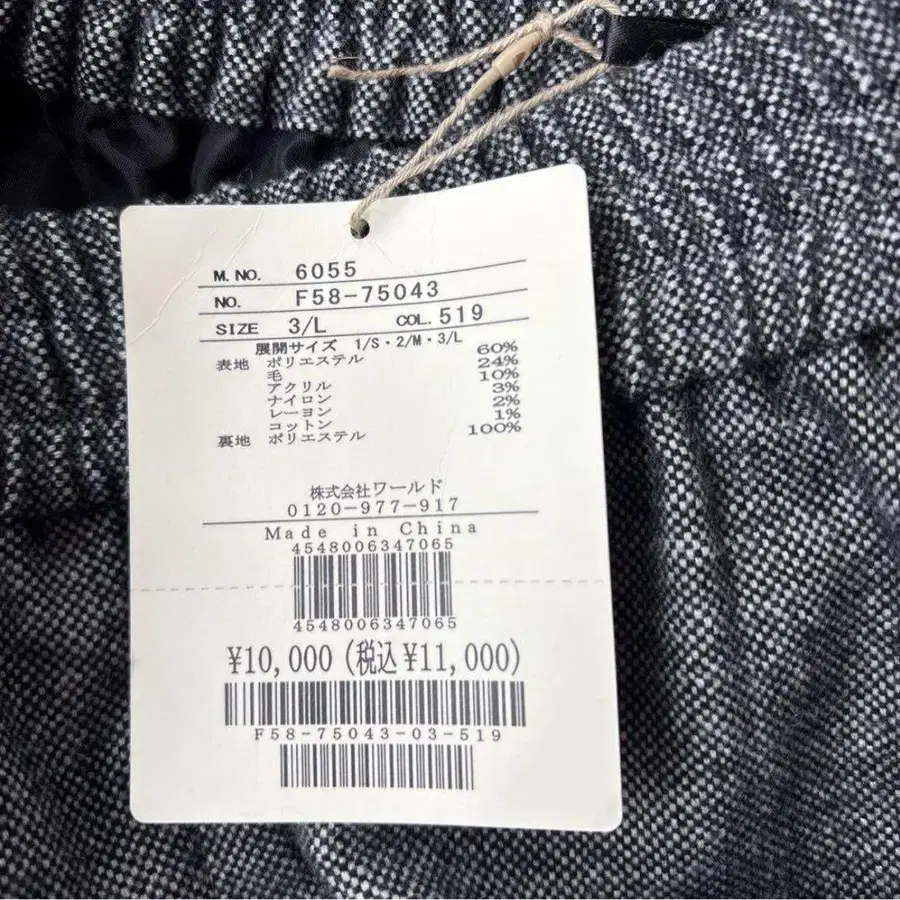 M. NO. 6055
NO. F58-75043
SIZE 3/L COL. 519
展開サイズ 1/S・2/M・3/L
表地 ポリエステル 60%
毛 24%
アクリル 10%
ナイロン 3%
レーヨン 2%
コットン 1%
裏地 ポリエステル 100%
株式会社ワールド
0120-977-917
Made in China
4548006347065
4548006347065
¥10,000 (税込¥11,000)
F58-75043-03-519